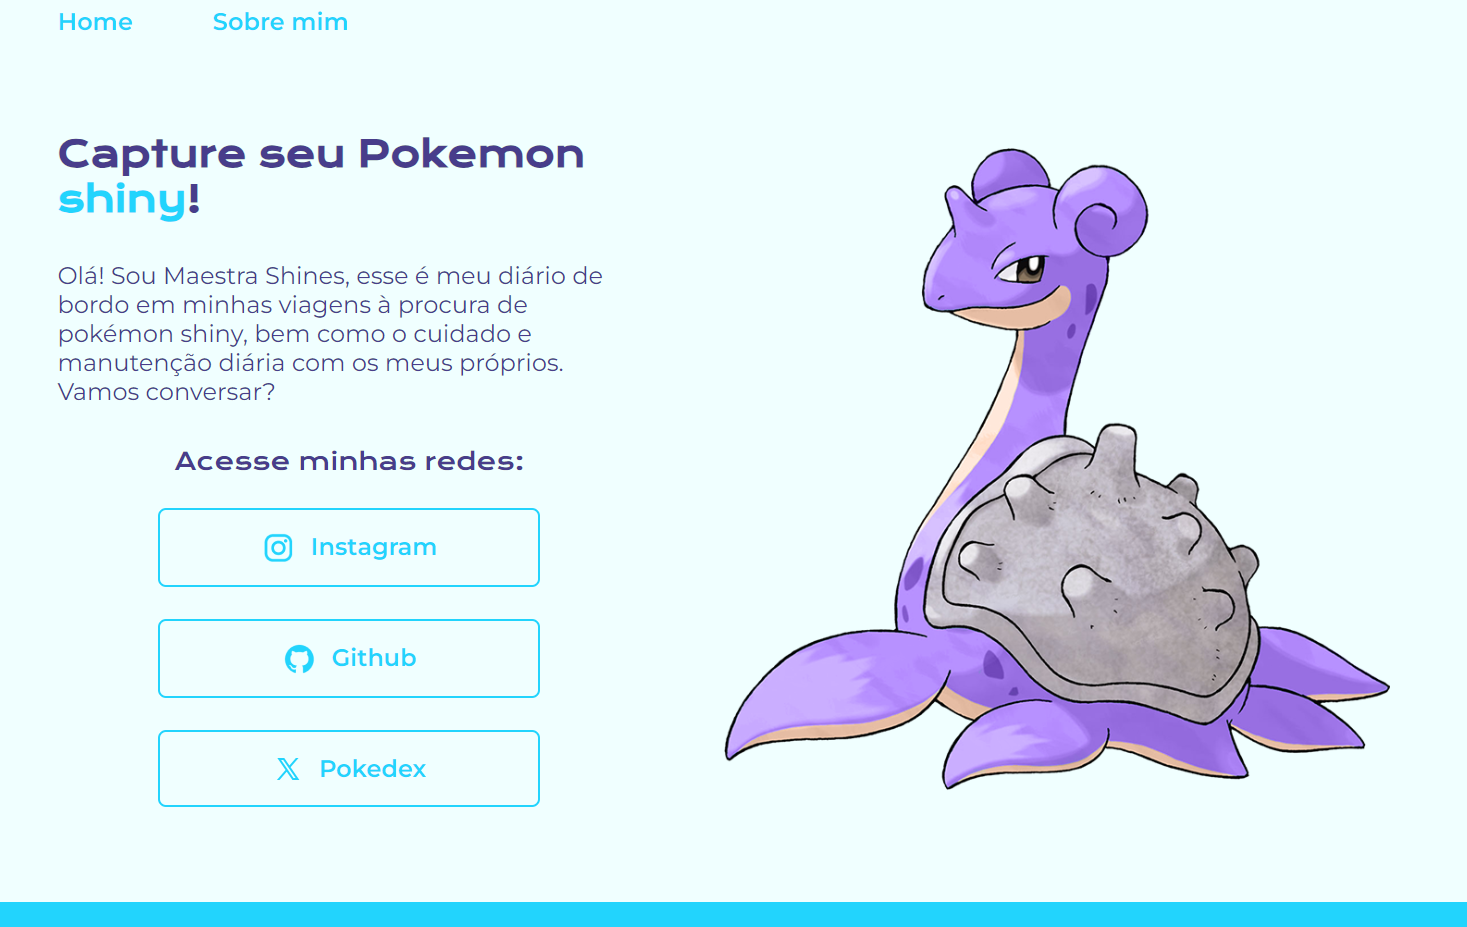 Home Sobre mim
Capture seu Pokemon
shiny!
Olá! Sou Maestra Shines, esse é meu diário de
bordo em minhas viagens à procura de
pokémon shiny, bem como o cuidado e
manutenção diária com os meus próprios.
Vamos conversar?
Acesse minhas redes:
Instagram
Github
Pokedex